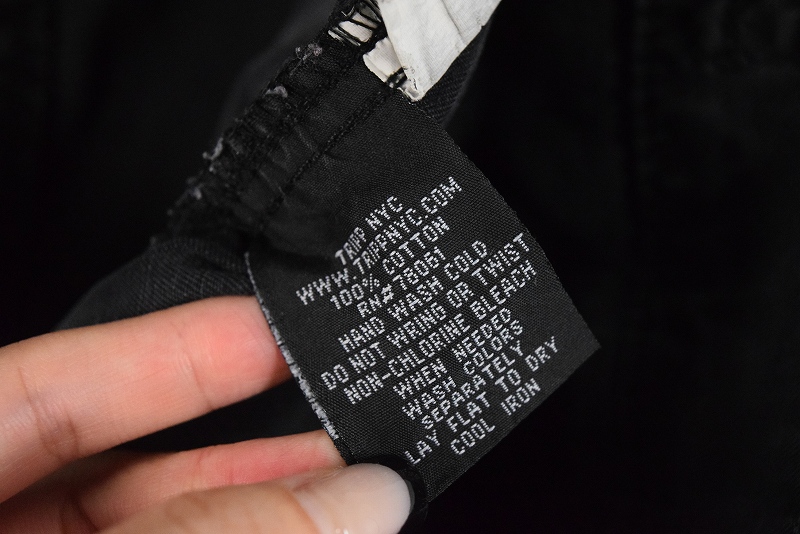 TRIPP NYC
WWW.TRIPPNYC.COM
100% COTTON
RN# 76081
HAND WASH COLD
DO NOT WRING OR TWIST
NON-CHLORINE BLEACH
WHEN NEEDED
WASH COLORS
SEPARATELY
LAY FLAT TO DRY
COOL IRON